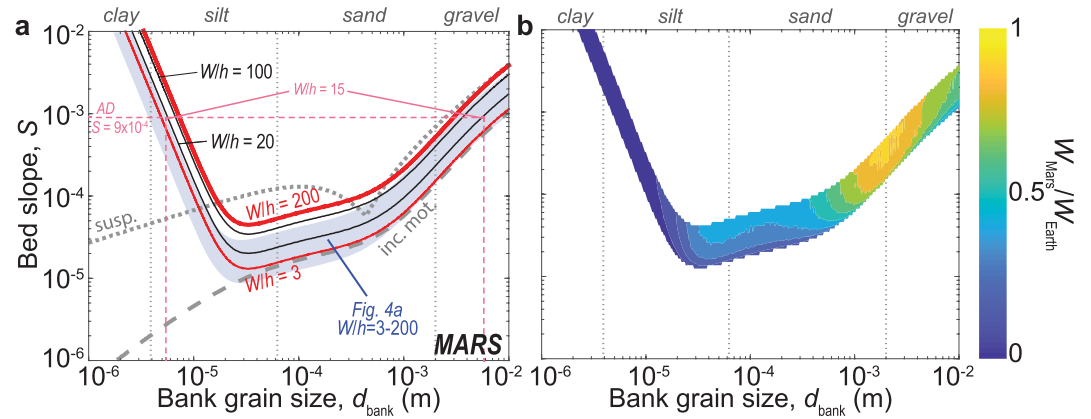 clay silt sand gravel
a
10^-2
10^-3
10^-4
10^-5
10^-6
Bed slope, S
W/h = 100
W/h = 15
AD
S = 9x10^-4
W/h = 20
susp.
W/h = 200
inc. mot.
W/h = 3
Fig. 4a
W/h=3-200
MARS
10^-6 10^-5 10^-4 10^-3 10^-2
Bank grain size, d_bank (m)
clay silt sand gravel
b
10^-6 10^-5 10^-4 10^-3 10^-2
Bank grain size, d_bank (m)
1
0.5
0
W_Mars/W_Earth